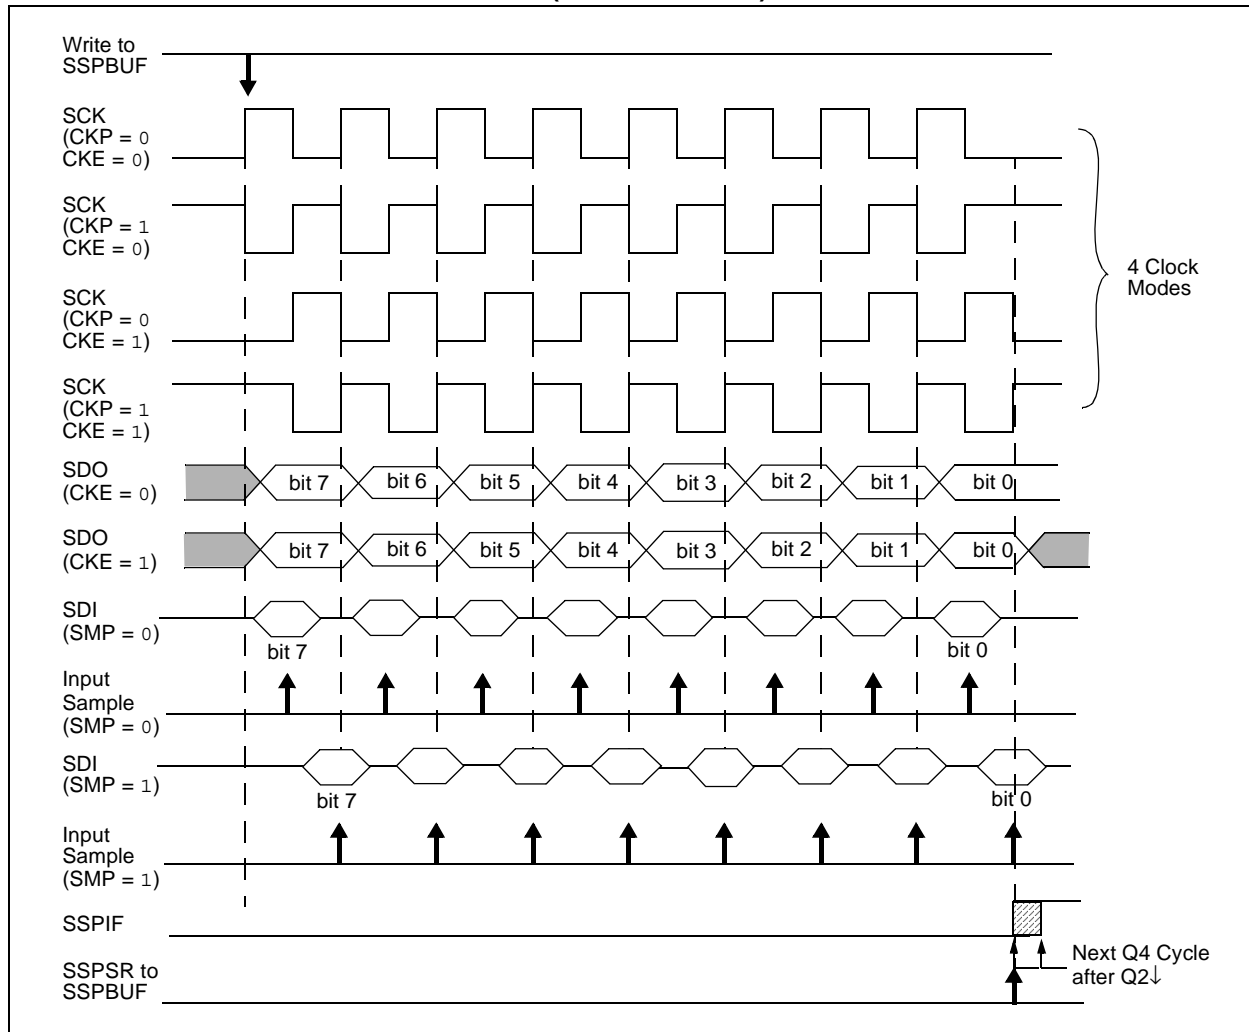 Write to
SSPBUF
SCK
(CKP = 0
CKE = 0)
SCK
(CKP = 1
CKE = 0)
4 Clock
Modes
SCK
(CKP = 0
CKE = 1)
SCK
(CKP = 1
CKE = 1)
SDO
(CKE = 0)
bit 7 bit 6 bit 5 bit 4 bit 3 bit 2 bit 1 bit 0
SDO
(CKE = 1)
bit 7 bit 6 bit 5 bit 4 bit 3 bit 2 bit 1 bit 0
SDI
(SMP = 0)
bit 7 bit 0
Input
Sample
(SMP = 0)
SDI
(SMP = 1)
bit 7 bit 0
Input
Sample
(SMP = 1)
SSPIF
Next Q4 Cycle
after Q2↓
SSPSR to
SSPBUF